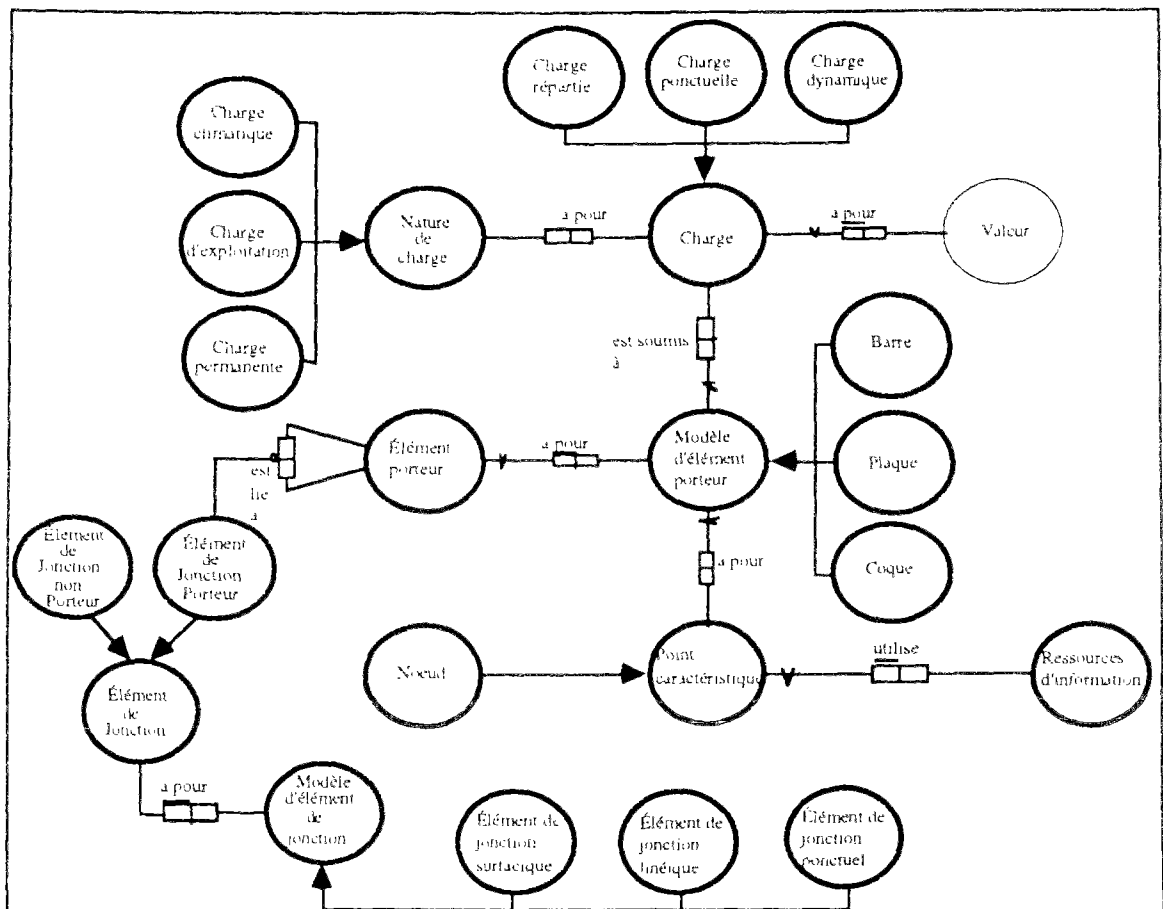 Charge
répartie
Charge
ponctuelle
Charge
dynamique
Charge
climatique
Charge
d'exploitation
Charge
permanente
Nature
de
charge
a pour
Charge
a pour
Valeur
est soumis
à
Barre
Plaque
Coque
Modèle
d'élément
porteur
a pour
Élément
porteur
est
lié
à
a pour
Élément
de
Jonction
non
Porteur
Élément
de
Jonction
Porteur
Noeud
Point
caractéristique
utilise
Ressources
d'information
Élément
de
Jonction
a pour
Modèle
d'élément
de
jonction
Élément de
jonction
surfacique
Élément de
jonction
linéique
Élément de
jonction
ponctuel